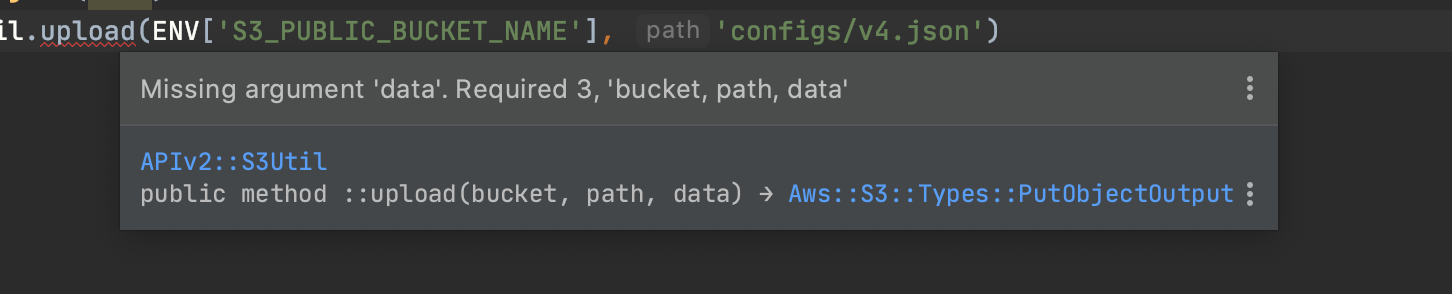 il.upload(ENV['S3_PUBLIC_BUCKET_NAME'], path 'configs/v4.json')
Missing argument 'data'. Required 3, 'bucket, path, data'
APIv2::S3Util
public method ::upload(bucket, path, data) → Aws::S3::Types::PutObjectOutput